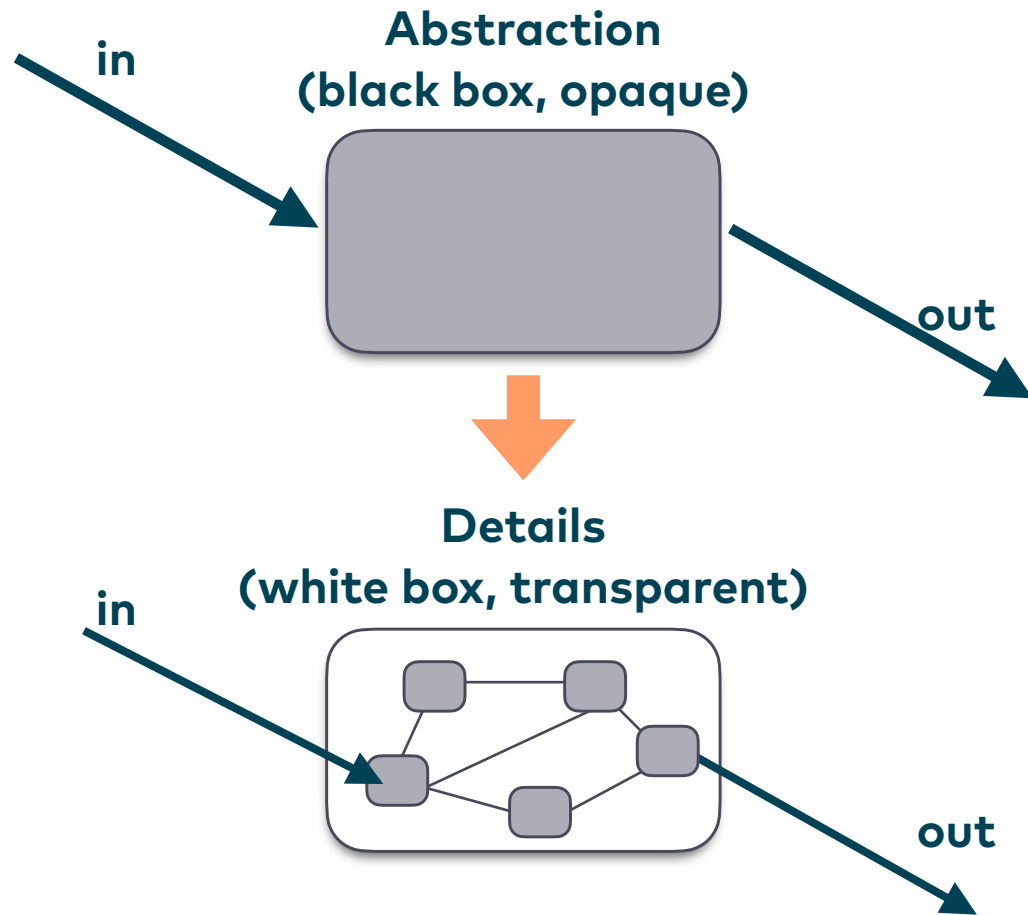 in
Abstraction
(black box, opaque)
out
Details
(white box, transparent)
in
out